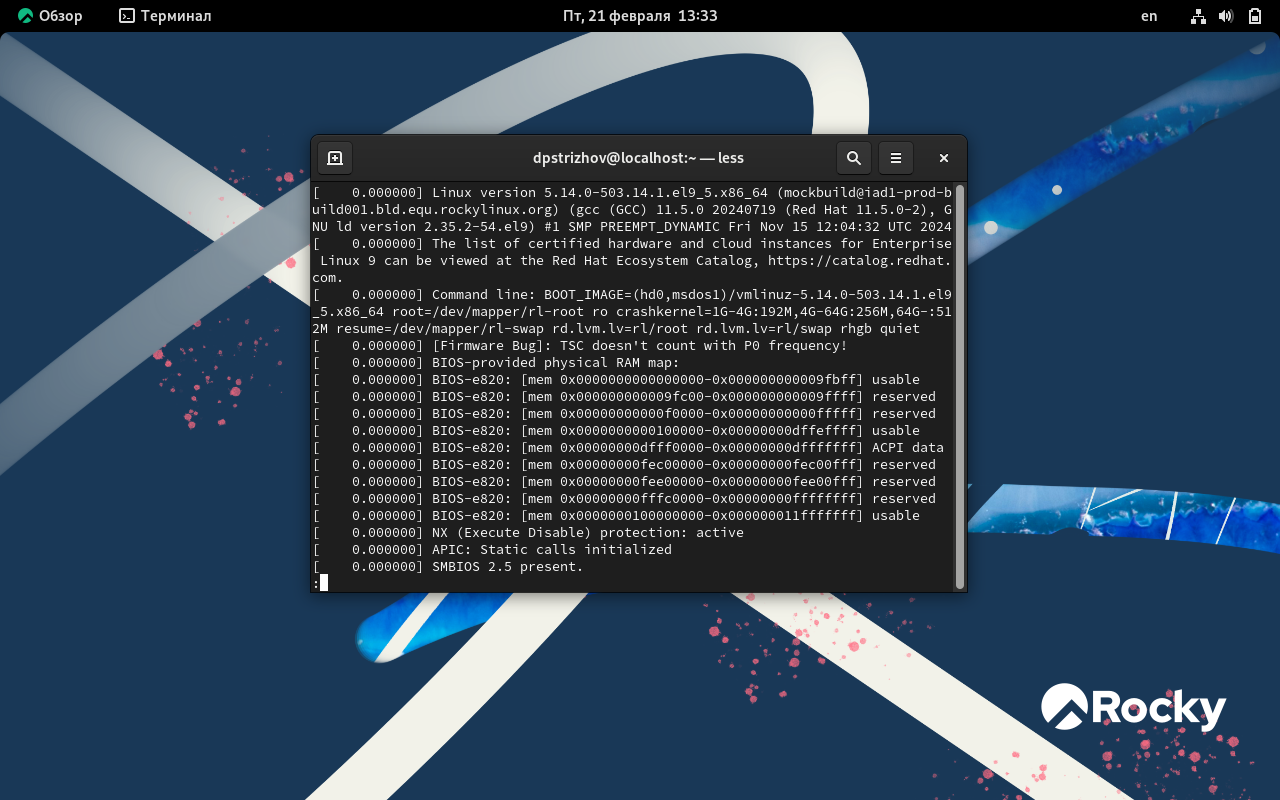 Обзор Терминал Пт, 21 февраля 13:33 en
dpstrizhov@localhost:~ — less
[    0.000000] Linux version 5.14.0-503.14.1.el9_5.x86_64 (mockbuild@iad1-prod-b
uild001.bld.equ.rockylinux.org) (gcc (GCC) 11.5.0 20240719 (Red Hat 11.5.0-2), G
NU ld version 2.35.2-54.el9) #1 SMP PREEMPT_DYNAMIC Fri Nov 15 12:04:32 UTC 2024
[    0.000000] The list of certified hardware and cloud instances for Enterprise
 Linux 9 can be viewed at the Red Hat Ecosystem Catalog, https://catalog.redhat.
com.
[    0.000000] Command line: BOOT_IMAGE=(hd0,msdos1)/vmlinuz-5.14.0-503.14.1.el9
_5.x86_64 root=/dev/mapper/rl-root ro crashkernel=1G-4G:192M,4G-64G:256M,64G-:51
2M resume=/dev/mapper/rl-swap rd.lvm.lv=rl/root rd.lvm.lv=rl/swap rhgb quiet
[    0.000000] [Firmware Bug]: TSC doesn't count with P0 frequency!
[    0.000000] BIOS-provided physical RAM map:
[    0.000000] BIOS-e820: [mem 0x0000000000000000-0x000000000009fbff] usable
[    0.000000] BIOS-e820: [mem 0x000000000009fc00-0x000000000009ffff] reserved
[    0.000000] BIOS-e820: [mem 0x00000000000f0000-0x00000000000fffff] reserved
[    0.000000] BIOS-e820: [mem 0x0000000000100000-0x00000000dffeffff] usable
[    0.000000] BIOS-e820: [mem 0x00000000dfff0000-0x00000000dfffffff] ACPI data
[    0.000000] BIOS-e820: [mem 0x00000000fec00000-0x00000000fec00fff] reserved
[    0.000000] BIOS-e820: [mem 0x00000000fee00000-0x00000000fee00fff] reserved
[    0.000000] BIOS-e820: [mem 0x00000000fffc0000-0x00000000ffffffff] reserved
[    0.000000] BIOS-e820: [mem 0x0000000100000000-0x000000011fffffff] usable
[    0.000000] NX (Execute Disable) protection: active
[    0.000000] APIC: Static calls initialized
[    0.000000] SMBIOS 2.5 present.
:
Rocky